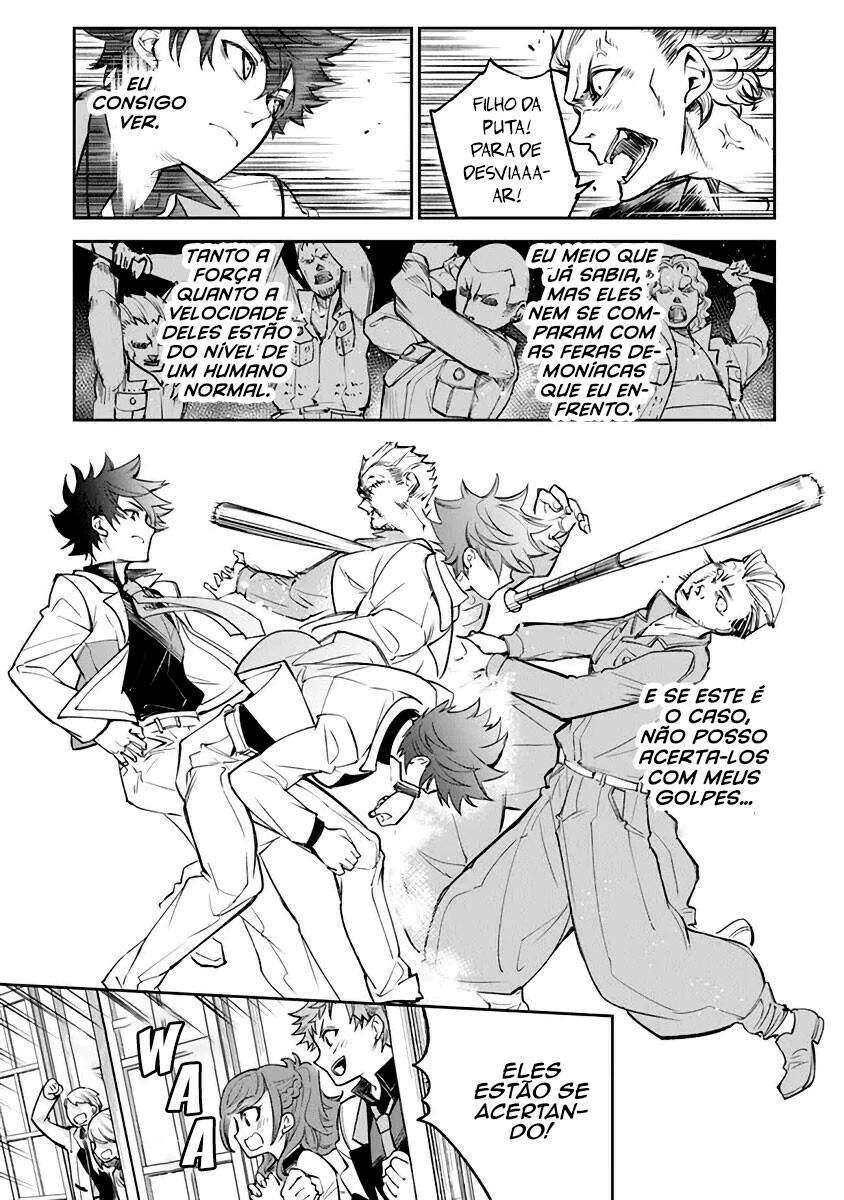 FILHO DA
PUTA!
PARA DE
DESVIAAA-
AR!
EU
CONSIGO
VER.
EU MEIO QUE
JÁ SABIA,
MAS ELES
NEM SE COM-
PARAM COM
AS FERAS DE-
MONÍACAS
QUE EU EN-
FRENTO.
TANTO A
FORÇA
QUANTO A
VELOCIDADE
DELES ESTÃO
DO NÍVEL DE
UM HUMANO
NORMAL.
E SE ESTE É
O CASO,
NÃO POSSO
ACERTA-LOS
COM MEUS
GOLPES...
ELES
ESTÃO SE
ACERTAN-
DO!
WAA